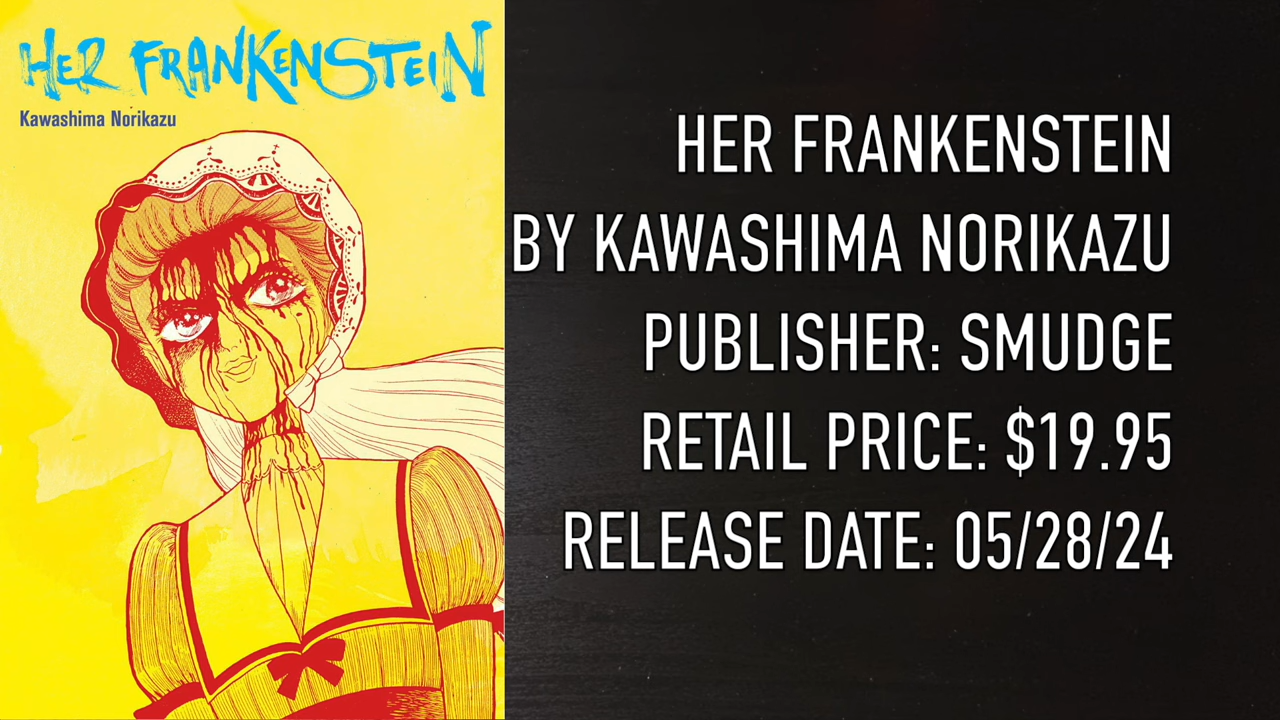 HER FRANKENSTEIN
Kawashima Norikazu
HER FRANKENSTEIN
BY KAWASHIMA NORIKAZU
PUBLISHER: SMUDGE
RETAIL PRICE: $19.95
RELEASE DATE: 05/28/24